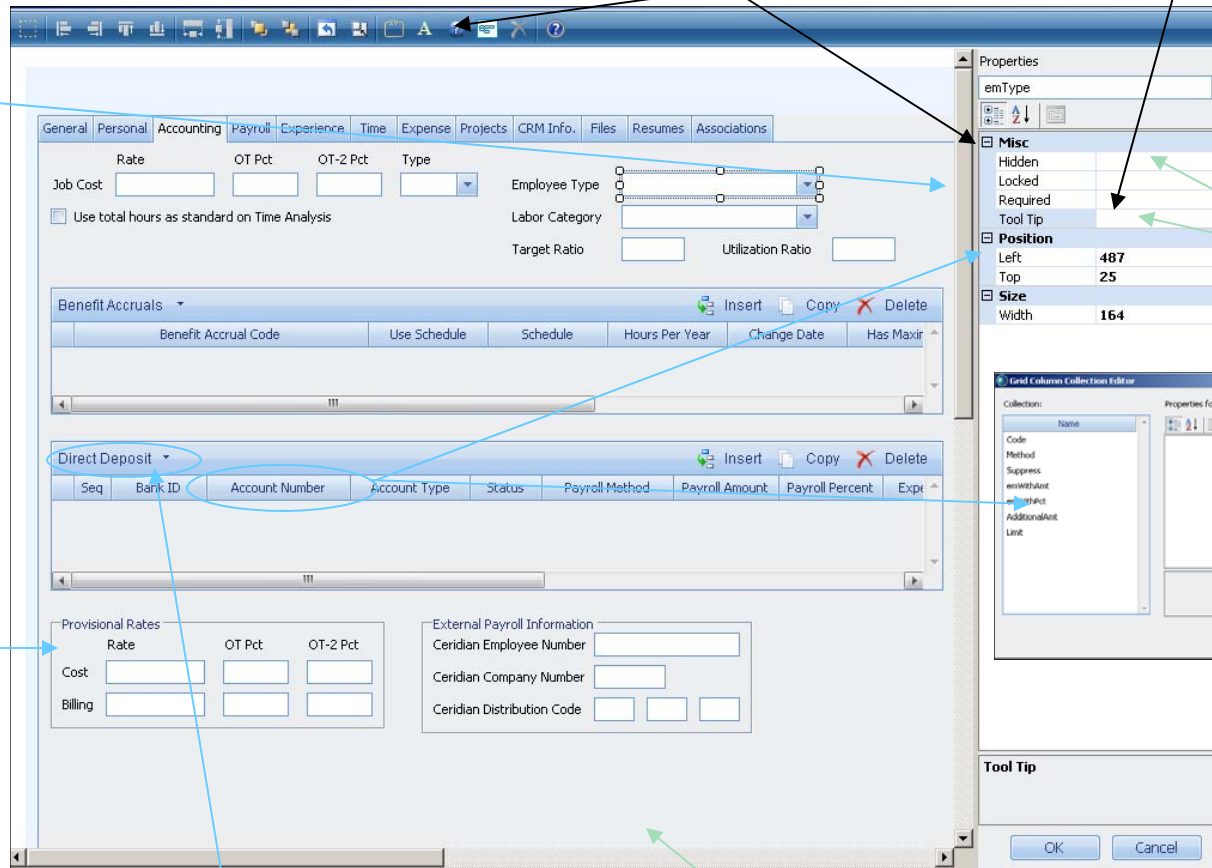 A
Properties
emType
General Personal Accounting Payroll Experience Time Expense Projects CRM Info. Files Resumes Associations
Misc
Hidden
Locked
Required
Tool Tip
Position
Left 487
Top 25
Size
Width 164
Rate OT Pct OT-2 Pct Type
Job Cost
Employee Type
Use total hours as standard on Time Analysis
Labor Category
Target Ratio Utilization Ratio
Benefit Accruals Insert Copy Delete
Benefit Accrual Code Use Schedule Schedule Hours Per Year Change Date Has Maxir
Direct Deposit Insert Copy Delete
Seq Bank ID Account Number Account Type Status Payroll Method Payroll Amount Payroll Percent Expe
Grid Column Collection Editor
Collection: Properties fo
Name
Code
Method
Suppress
emWithAmt
emWithPct
AdditionalAmt
Limit
Provisional Rates
Rate OT Pct OT-2 Pct
Cost
Billing
External Payroll Information
Ceridian Employee Number
Ceridian Company Number
Ceridian Distribution Code
Tool Tip
OK Cancel